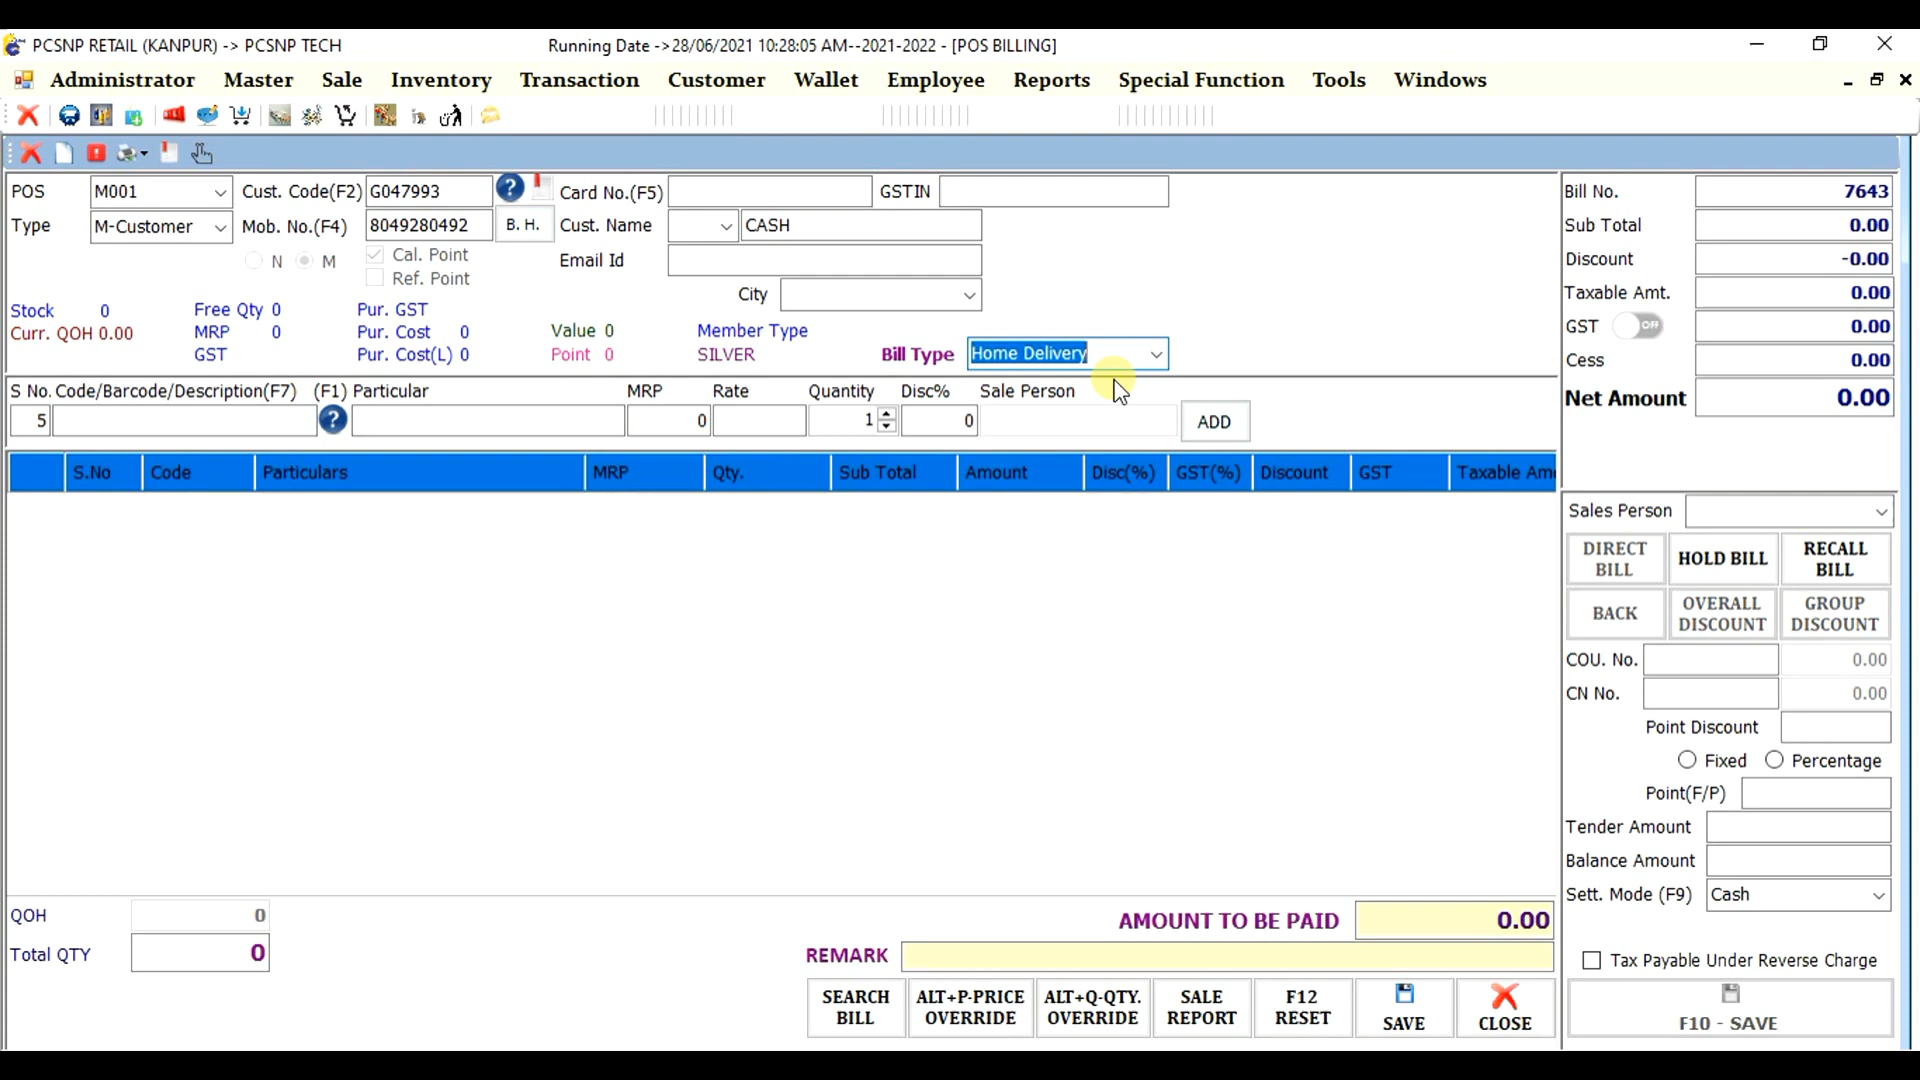 PCSNP RETAIL (KANPUR) -> PCSNP TECH
Running Date ->28/06/2021 10:28:05 AM--2021-2022 - [POS BILLING]
Administrator Master Sale Inventory Transaction Customer Wallet Employee Reports Special Function Tools Windows
POS M001 Cust. Code(F2) G047993 Card No.(F5) GSTIN
Type M-Customer Mob. No.(F4) 8049280492 B. H. Cust. Name CASH
N M Cal. Point Email Id
Ref. Point
City
Stock 0 Free Qty 0 Pur. GST
Curr. QOH 0.00 MRP 0 Pur. Cost 0 Value 0 Member Type
GST Pur. Cost(L) 0 Point 0 SILVER Bill Type Home Delivery
S No. Code/Barcode/Description(F7) (F1) Particular MRP Rate Quantity Disc% Sale Person
5 0 1 0 ADD
S.No Code Particulars MRP Qty. Sub Total Amount Disc(%) GST(%) Discount GST Taxable Am
QOH 0
Total QTY 0
AMOUNT TO BE PAID 0.00
REMARK
SEARCH BILL
ALT+P-PRICE OVERRIDE
ALT+Q-QTY. OVERRIDE
SALE REPORT
F12 RESET
SAVE
CLOSE
Bill No. 7643
Sub Total 0.00
Discount -0.00
Taxable Amt. 0.00
GST OFF 0.00
Cess 0.00
Net Amount 0.00
Sales Person
DIRECT BILL
HOLD BILL
RECALL BILL
BACK
OVERALL DISCOUNT
GROUP DISCOUNT
COU. No. 0.00
CN No. 0.00
Point Discount
Fixed Percentage
Point(F/P)
Tender Amount
Balance Amount
Sett. Mode (F9) Cash
Tax Payable Under Reverse Charge
F10 - SAVE